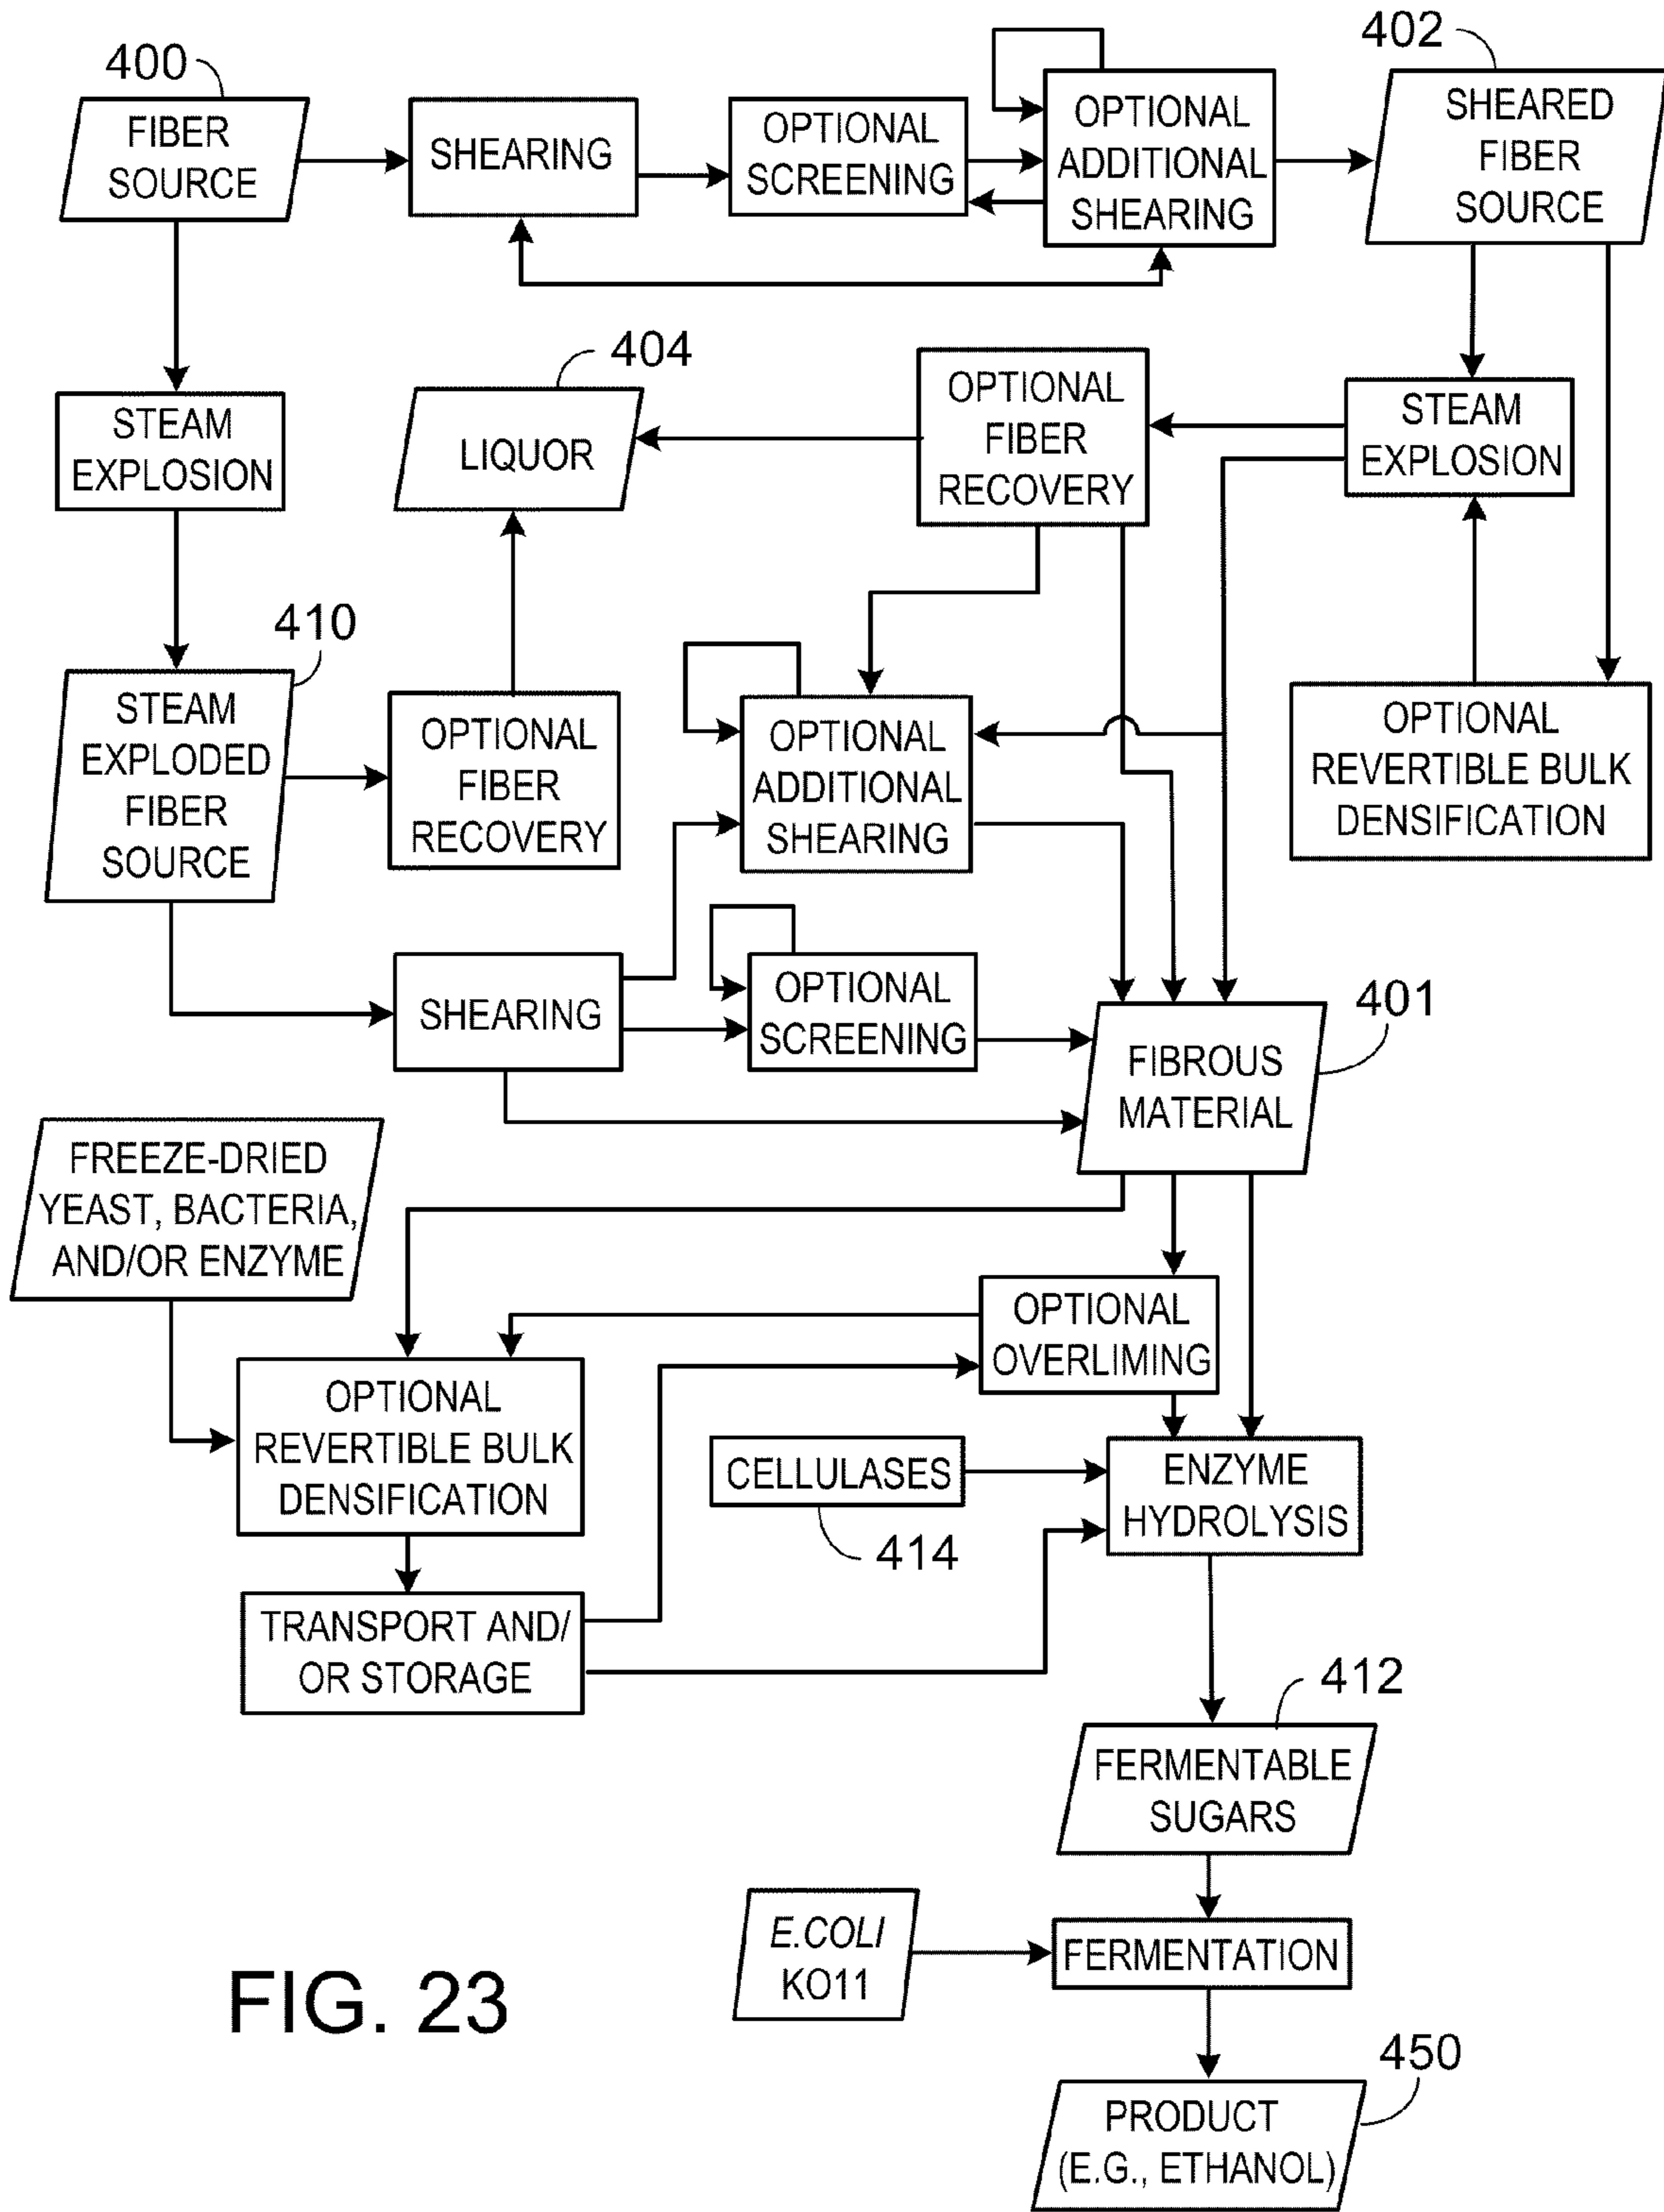 400
402
FIBER
SOURCE
SHEARING
OPTIONAL
SCREENING
OPTIONAL
ADDITIONAL
SHEARING
SHEARED
FIBER
SOURCE
404
STEAM
EXPLOSION
LIQUOR
OPTIONAL
FIBER
RECOVERY
STEAM
EXPLOSION
410
STEAM
EXPLODED
FIBER
SOURCE
OPTIONAL
FIBER
RECOVERY
OPTIONAL
ADDITIONAL
SHEARING
OPTIONAL
REVERTIBLE BULK
DENSIFICATION
SHEARING
OPTIONAL
SCREENING
401
FIBROUS
MATERIAL
FREEZE-DRIED
YEAST, BACTERIA,
AND/OR ENZYME
OPTIONAL
OVERLIMING
OPTIONAL
REVERTIBLE BULK
DENSIFICATION
CELLULASES
414
ENZYME
HYDROLYSIS
TRANSPORT AND/
OR STORAGE
412
FERMENTABLE
SUGARS
E.COLI
KO11
FERMENTATION
FIG. 23
450
PRODUCT
(E.G., ETHANOL)